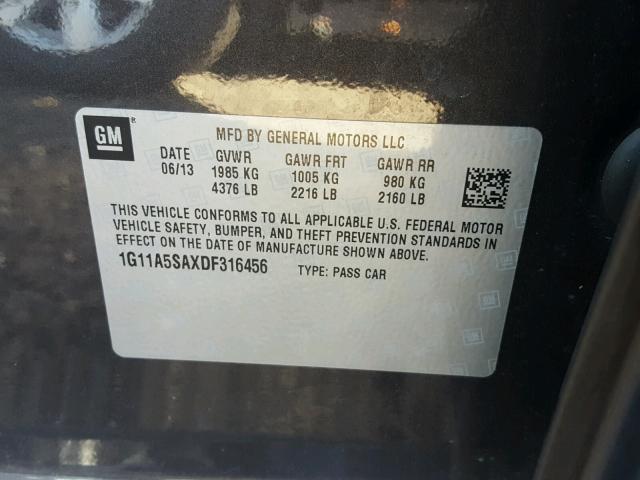 GM ®
MFD BY GENERAL MOTORS LLC
DATE GVWR GAWR FRT GAWR RR
06/13 1985 KG 1005 KG 980 KG
4376 LB 2216 LB 2160 LB
THIS VEHICLE CONFORMS TO ALL APPLICABLE U.S. FEDERAL MOTOR
VEHICLE SAFETY, BUMPER, AND THEFT PREVENTION STANDARDS IN
EFFECT ON THE DATE OF MANUFACTURE SHOWN ABOVE.
1G11A5SAXDF316456 TYPE: PASS CAR